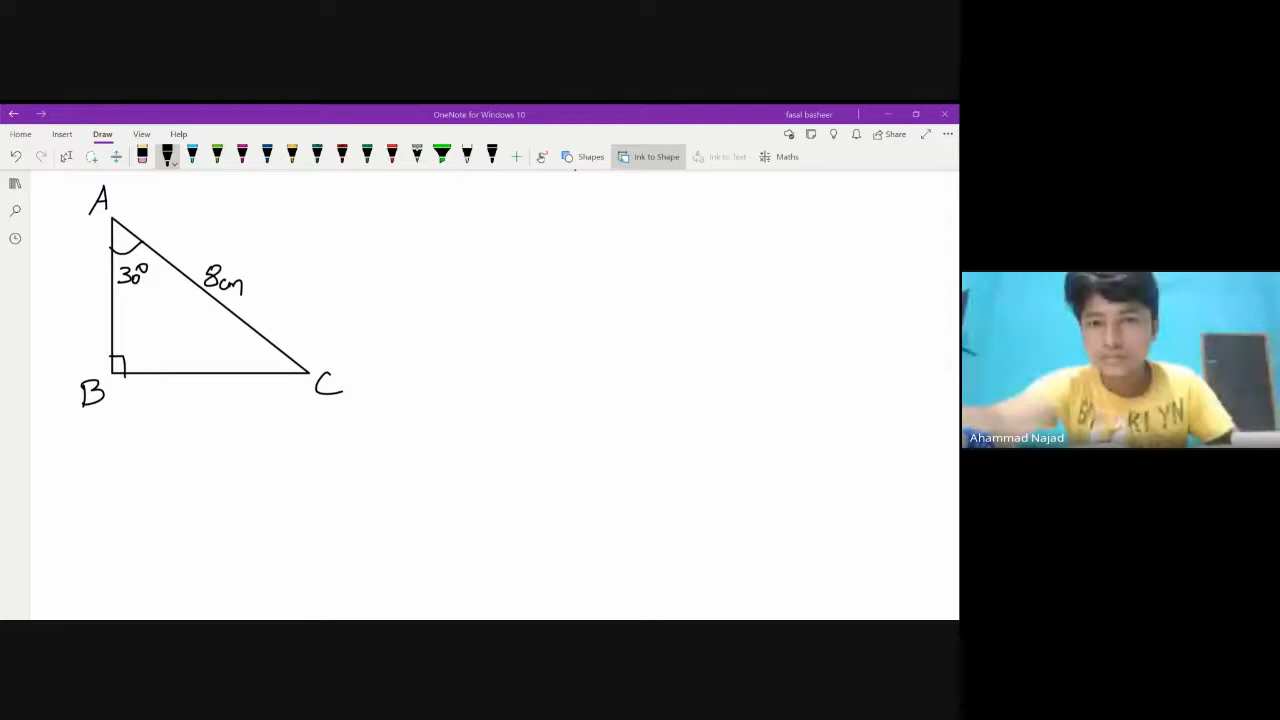 OneNote for Windows 10
fasal basheer
Home Insert Draw View Help
Share
Shapes
Ink to Shape
Ink to Text
Maths
A
30°
8cm
B
C
Ahammad Najad